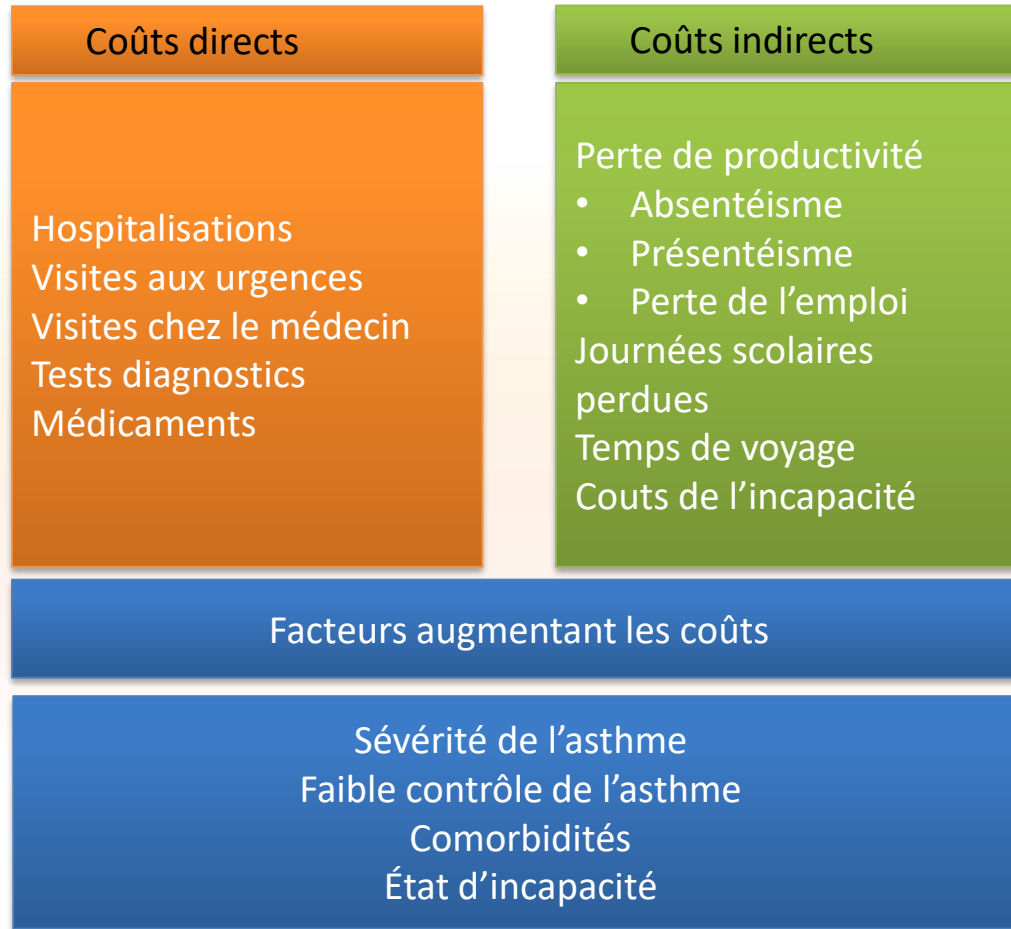 Coûts directs
Hospitalisations
Visites aux urgences
Visites chez le médecin
Tests diagnostics
Médicaments
Coûts indirects
Perte de productivité
• Absentéisme
• Présentéisme
• Perte de l’emploi
Journées scolaires
perdues
Temps de voyage
Couts de l’incapacité
Facteurs augmentant les coûts
Sévérité de l’asthme
Faible contrôle de l’asthme
Comorbidités
État d’incapacité